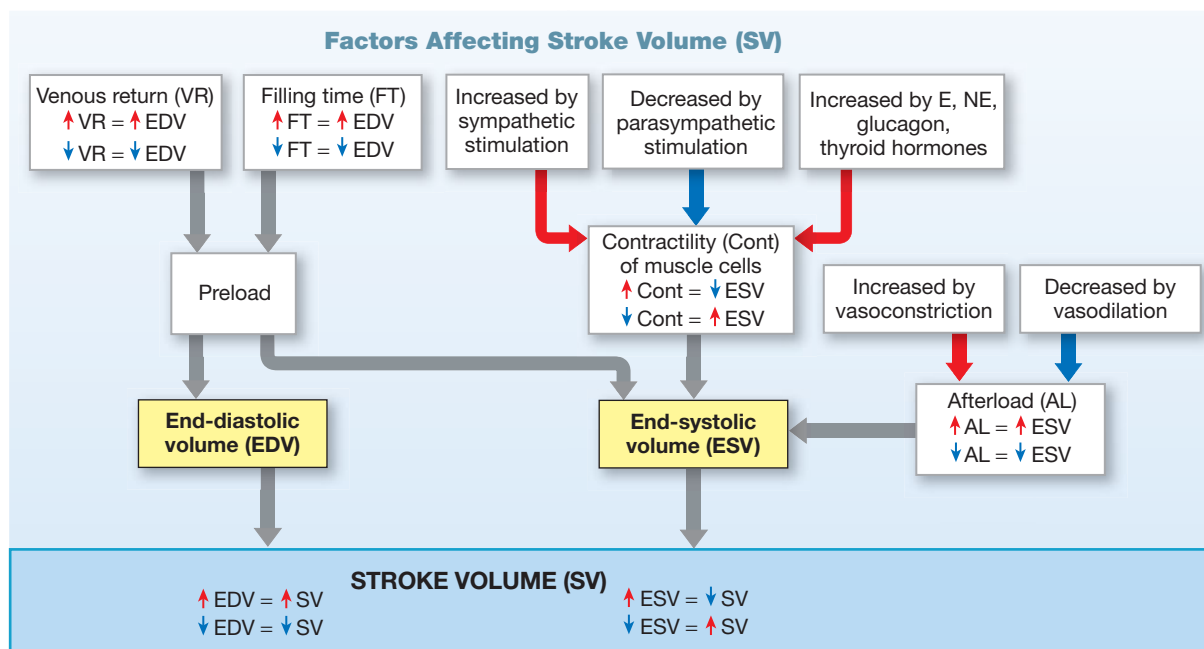 Factors Affecting Stroke Volume (SV)
Venous return (VR)
↑ VR = ↑ EDV
↓ VR = ↓ EDV
Filling time (FT)
↑ FT = ↑ EDV
↓ FT = ↓ EDV
Increased by
sympathetic
stimulation
Decreased by
parasympathetic
stimulation
Increased by E, NE,
glucagon,
thyroid hormones
Preload
Contractility (Cont)
of muscle cells
↑ Cont = ↓ ESV
↓ Cont = ↑ ESV
Increased by
vasoconstriction
Decreased by
vasodilation
End-diastolic
volume (EDV)
End-systolic
volume (ESV)
Afterload (AL)
↑ AL = ↑ ESV
↓ AL = ↓ ESV
STROKE VOLUME (SV)
↑ EDV = ↑ SV
↓ EDV = ↓ SV
↑ ESV = ↓ SV
↓ ESV = ↑ SV